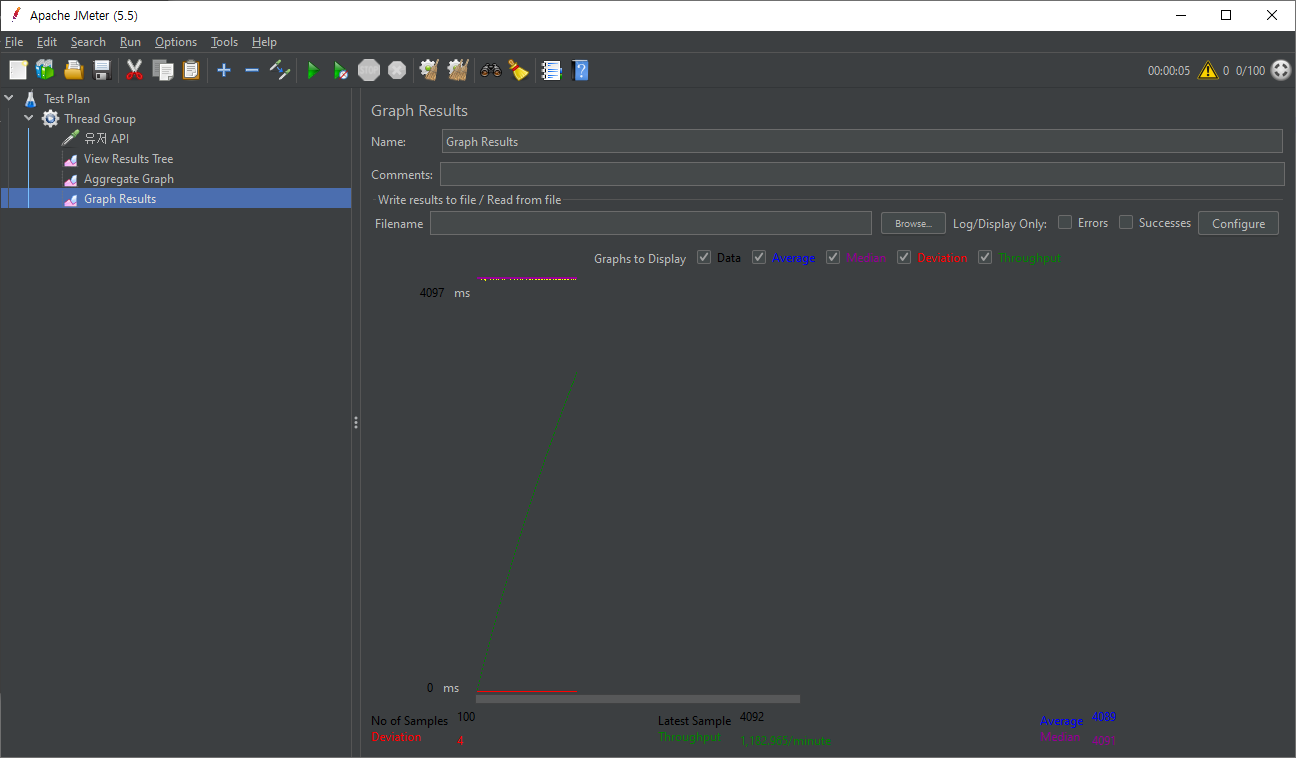 Apache JMeter (5.5)
File Edit Search Run Options Tools Help
00:00:05 0 0/100
Test Plan
Thread Group
유저 API
View Results Tree
Aggregate Graph
Graph Results
Graph Results
Name: Graph Results
Comments:
Write results to file / Read from file
Filename Browse... Log/Display Only: Errors Successes Configure
Graphs to Display Data Average Median Deviation Throughput
4097 ms
0 ms
No of Samples 100 Latest Sample 4092 Average 4089
Deviation 4 Throughput 1,182.965/minute Median